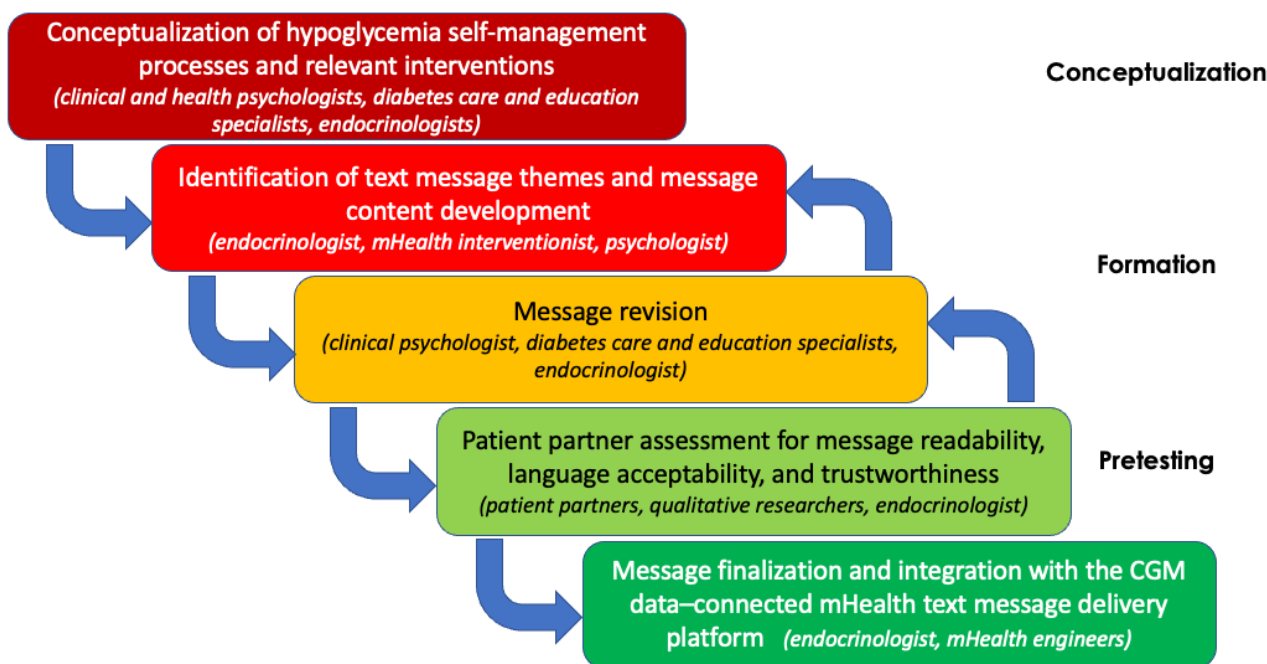 Conceptualization of hypoglycemia self-management
processes and relevant interventions
(clinical and health psychologists, diabetes care and education
specialists, endocrinologists)
Conceptualization
Identification of text message themes and message
content development
(endocrinologist, mHealth interventionist, psychologist)
Formation
Message revision
(clinical psychologist, diabetes care and education specialists,
endocrinologist)
Patient partner assessment for message readability,
language acceptability, and trustworthiness
(patient partners, qualitative researchers, endocrinologist)
Pretesting
Message finalization and integration with the CGM
data–connected mHealth text message delivery
platform (endocrinologist, mHealth engineers)